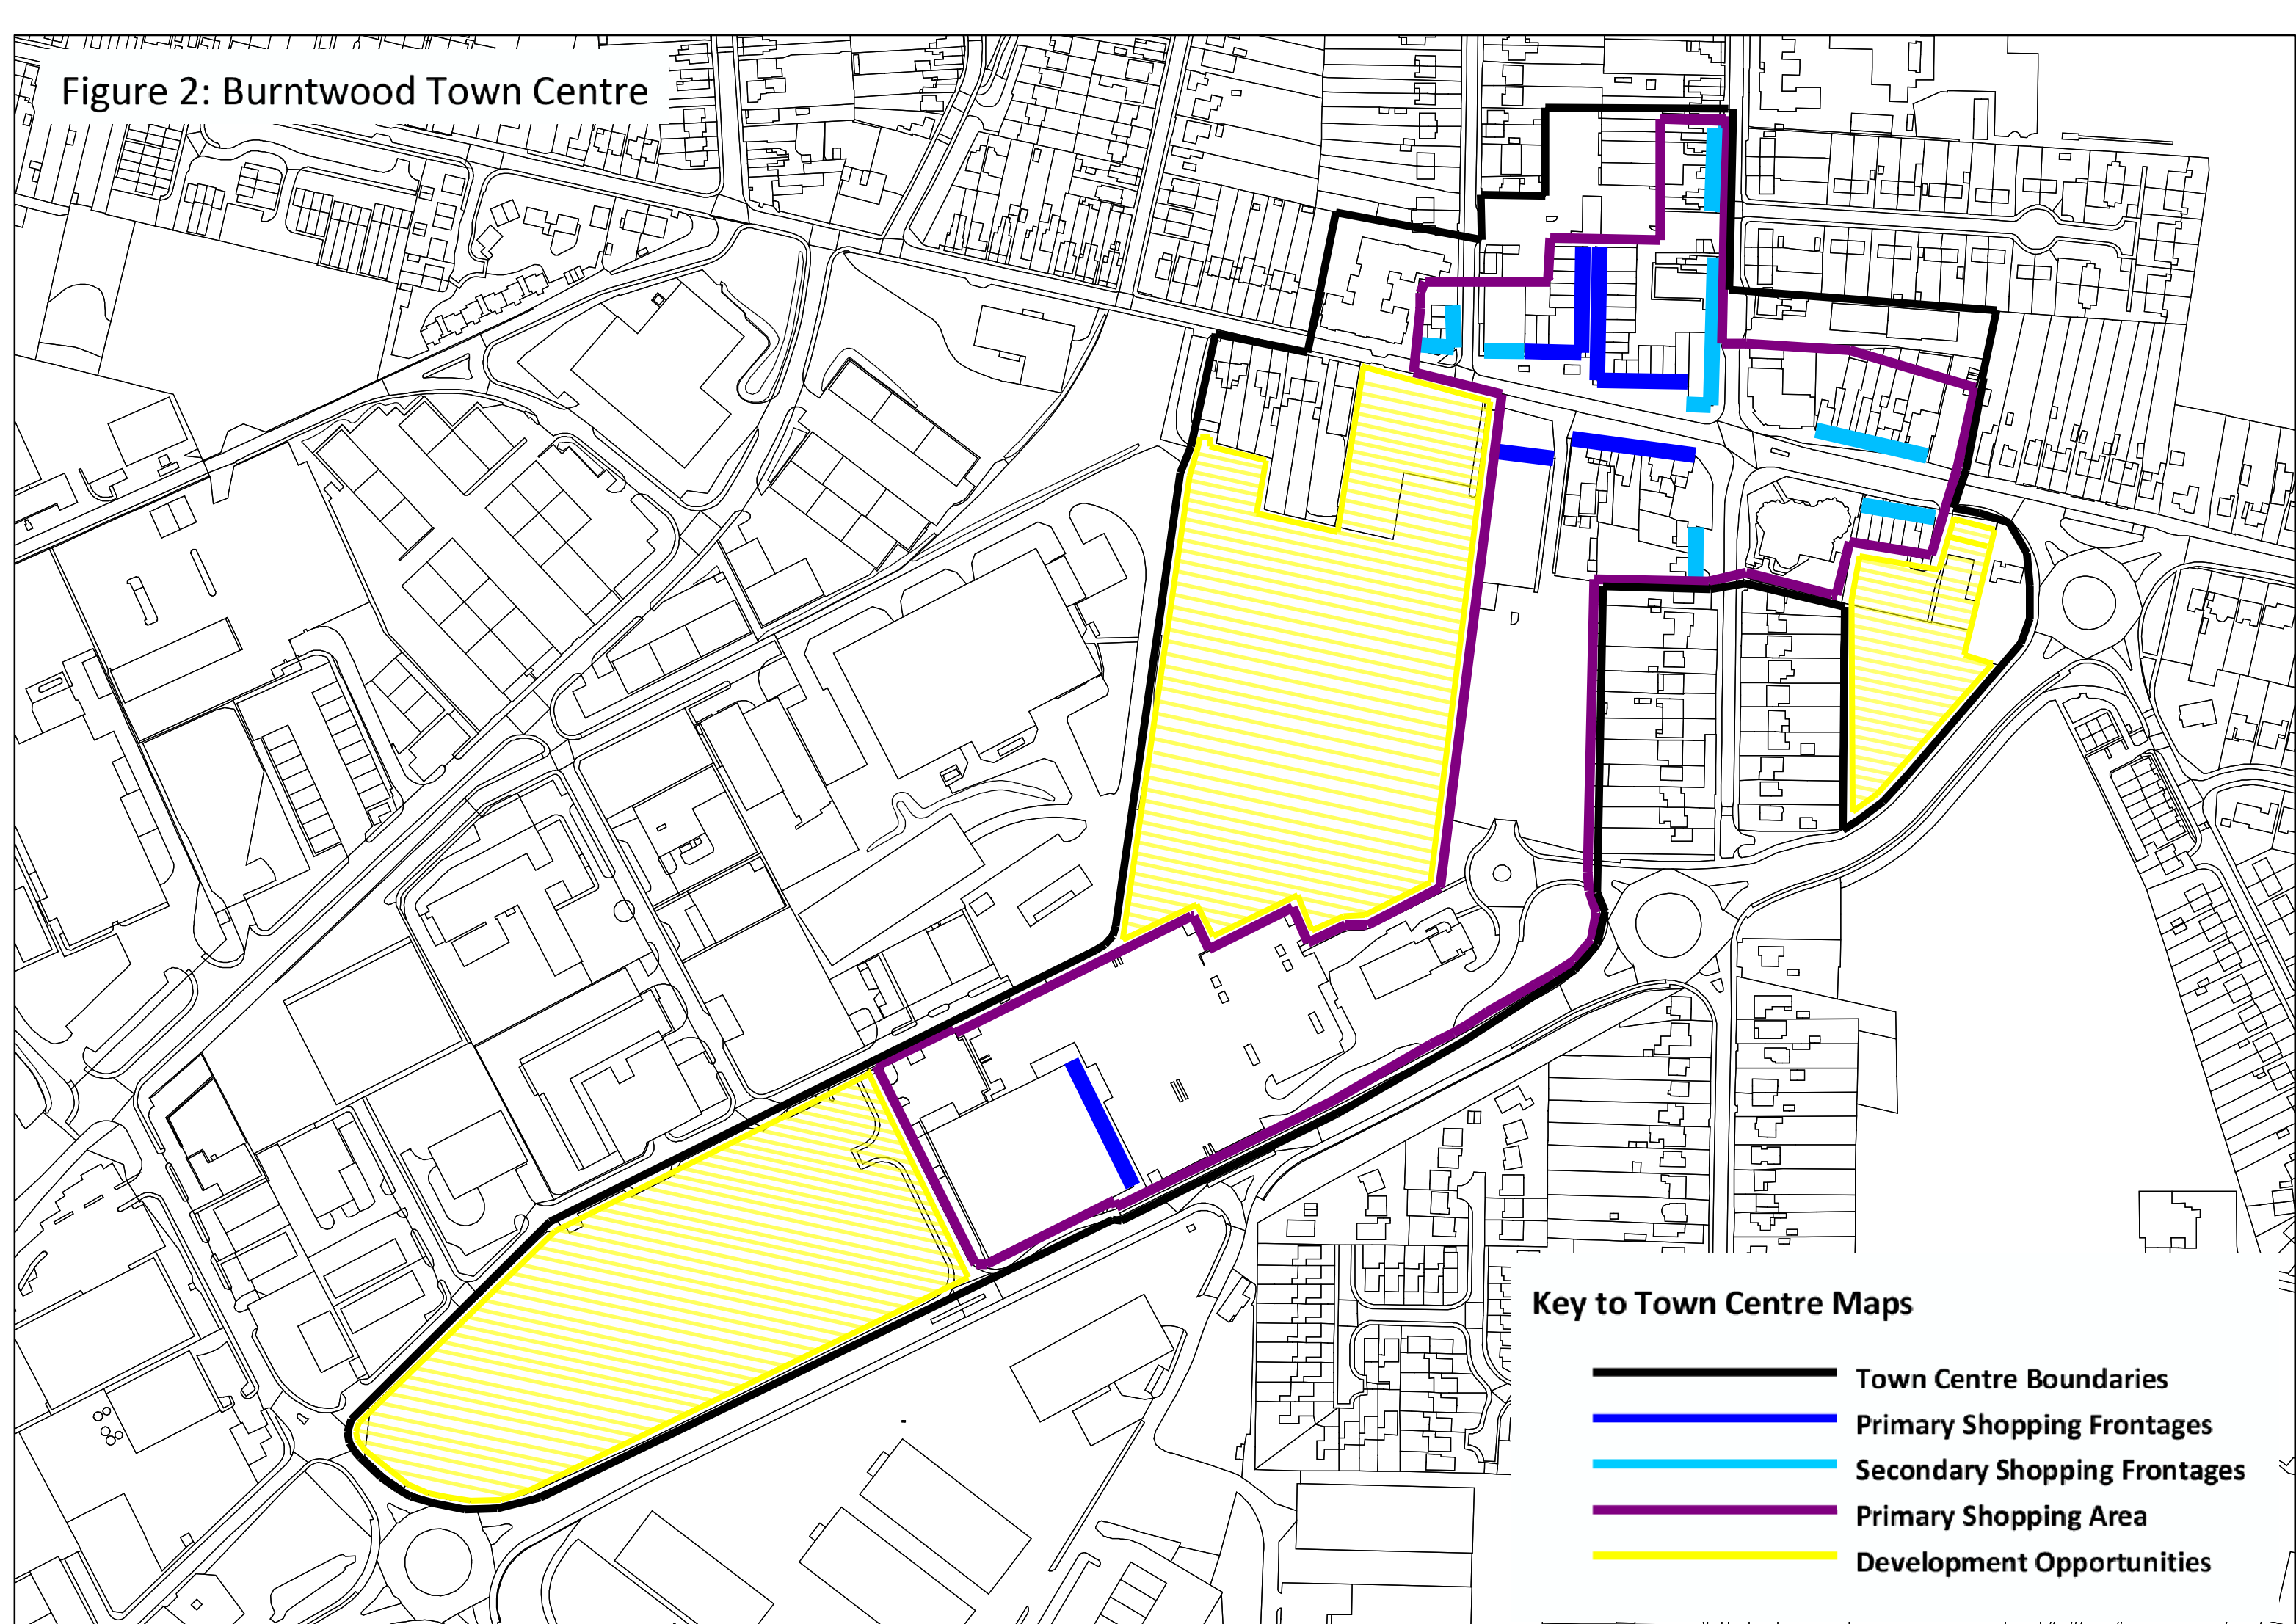 Figure 2: Burntwood Town Centre
Key to Town Centre Maps
Town Centre Boundaries
Primary Shopping Frontages
Secondary Shopping Frontages
Primary Shopping Area
Development Opportunities